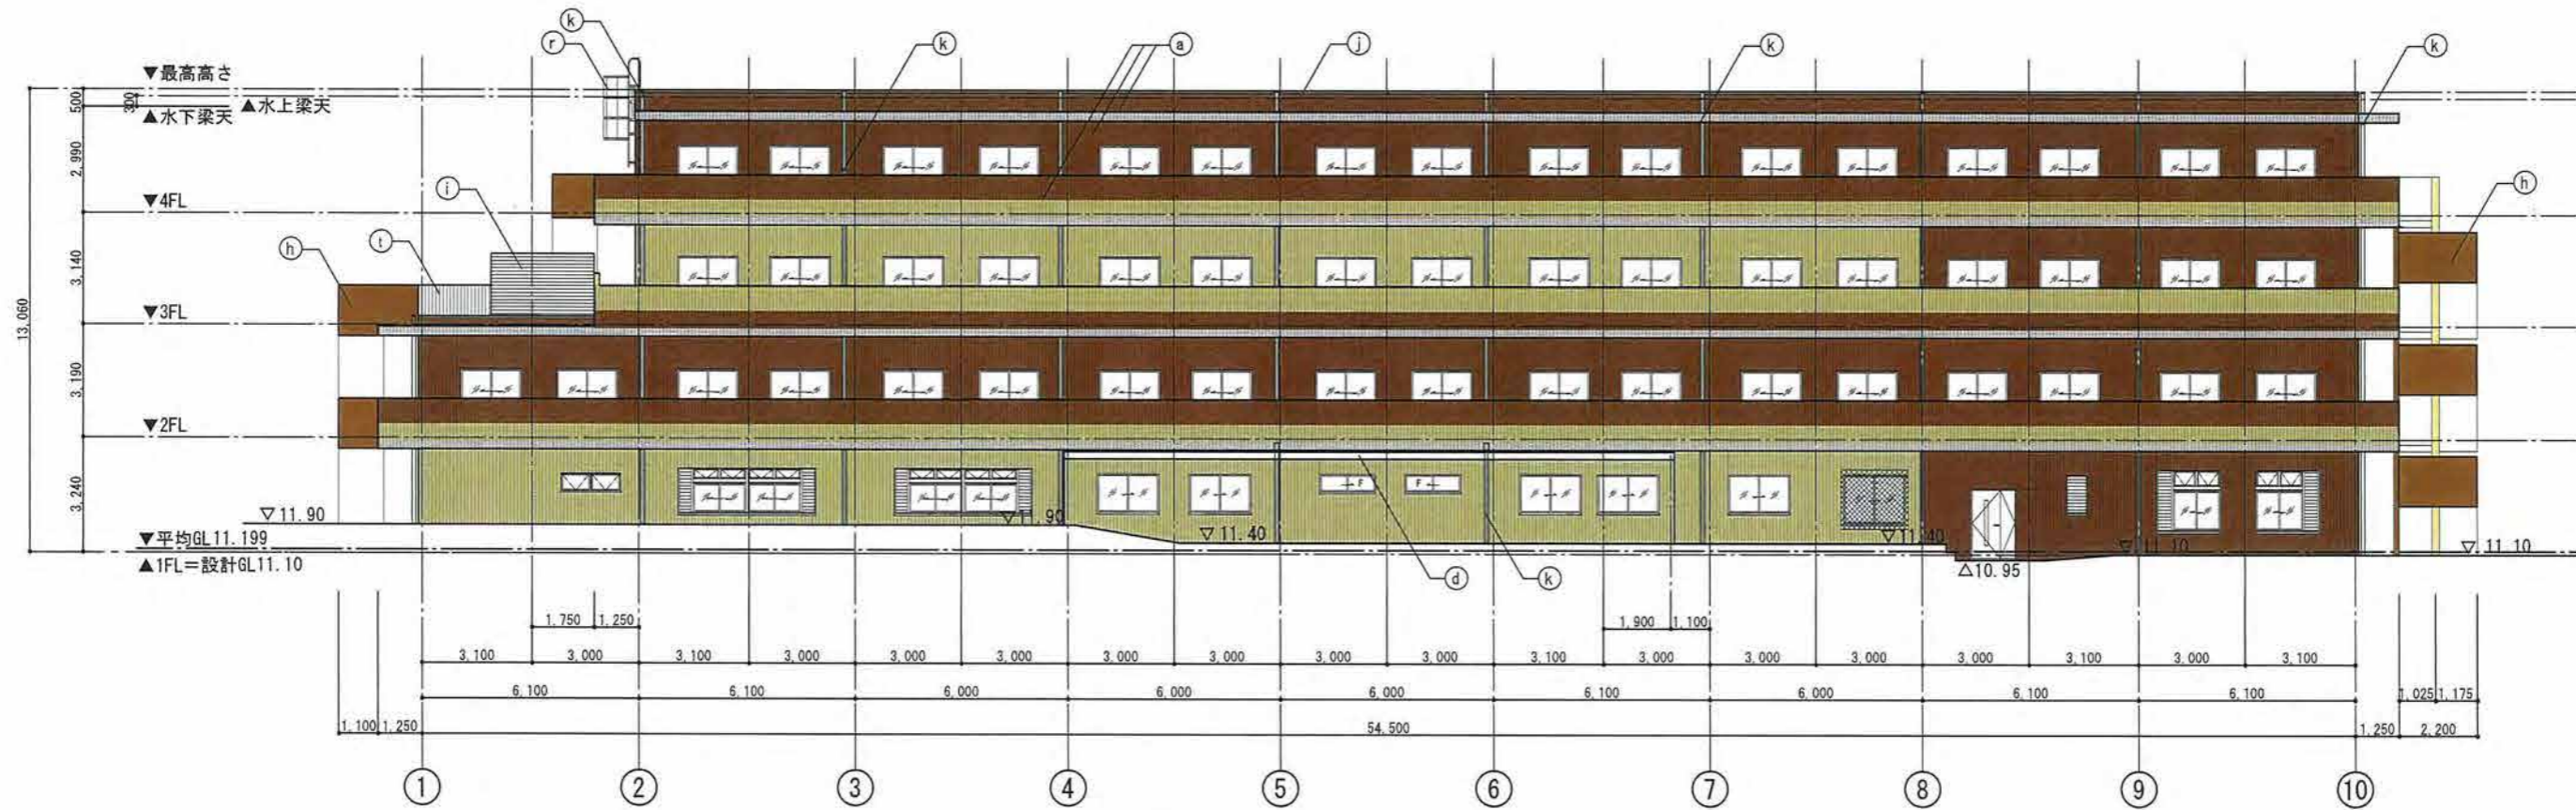 k
r
k
a
j
k
k
▼最高高さ
500
300
▲水上梁天
▲水下梁天
2,990
i
▼4FL
h
t
h
3,140
13,060
▼3FL
3,190
▼2FL
3,240
▽11.90
▽11.90
▽11.40
▽11.40
▽11.10
▽11.10
F
F
▼平均GL11.199
▲1FL=設計GL11.10
△10.95
d
k
1,750 1,250 1,900 1,100
3,100 3,000 3,100 3,000 3,000 3,000 3,000 3,000 3,000 3,000 3,100 3,000 3,000 3,000 3,000 3,100 3,000 3,100
6,100 6,100 6,000 6,000 6,000 6,100 6,000 6,100 6,100 1,025 1,175
1,100 1,250 54,500 1,250 2,200
1 2 3 4 5 6 7 8 9 10